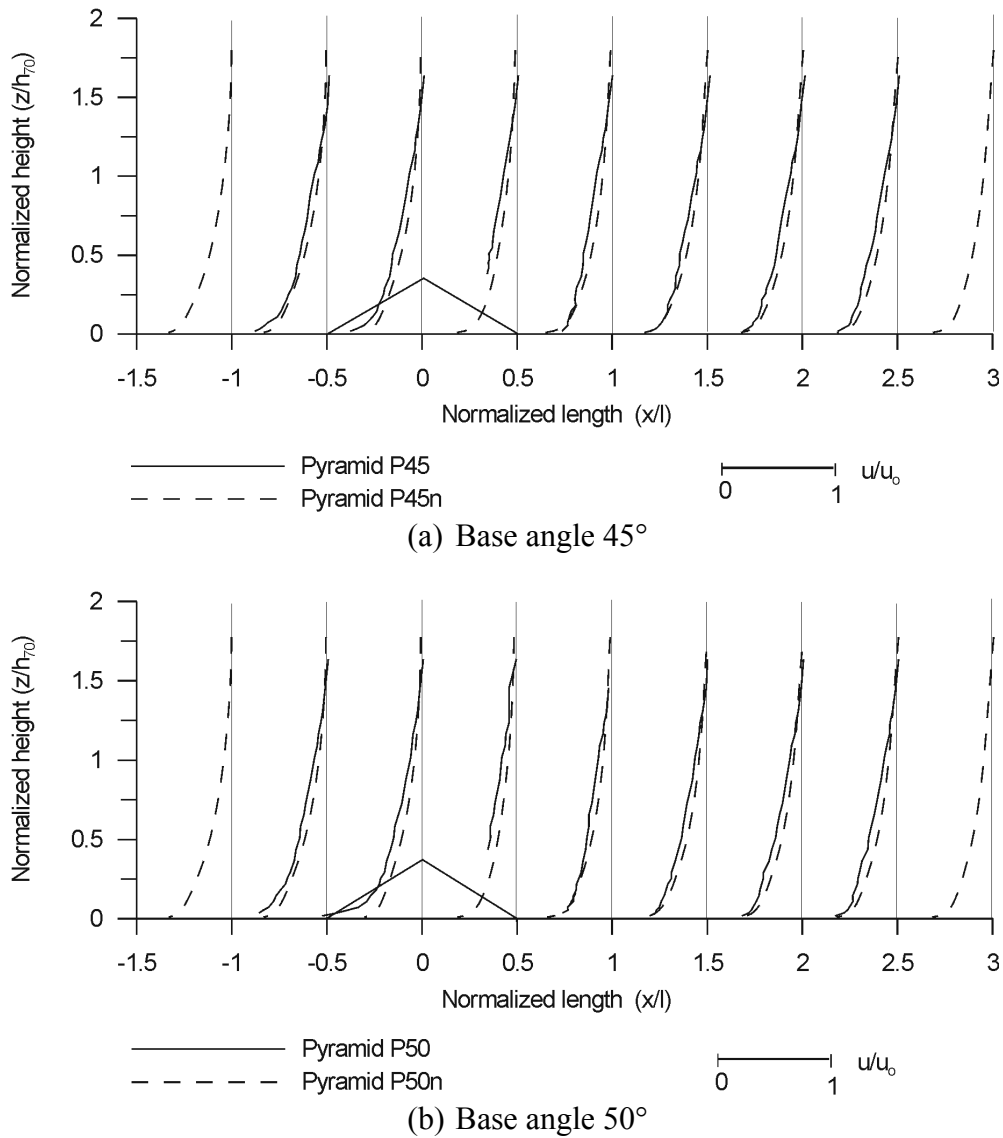 2
1.5
1
0.5
0
Normalized height (z/h70)
-1.5 -1 -0.5 0 0.5 1 1.5 2 2.5 3
Normalized length (x/l)
Pyramid P45
Pyramid P45n
0 1 u/uo
(a) Base angle 45°
2
1.5
1
0.5
0
Normalized height (z/h70)
-1.5 -1 -0.5 0 0.5 1 1.5 2 2.5 3
Normalized length (x/l)
Pyramid P50
Pyramid P50n
0 1 u/uo
(b) Base angle 50°